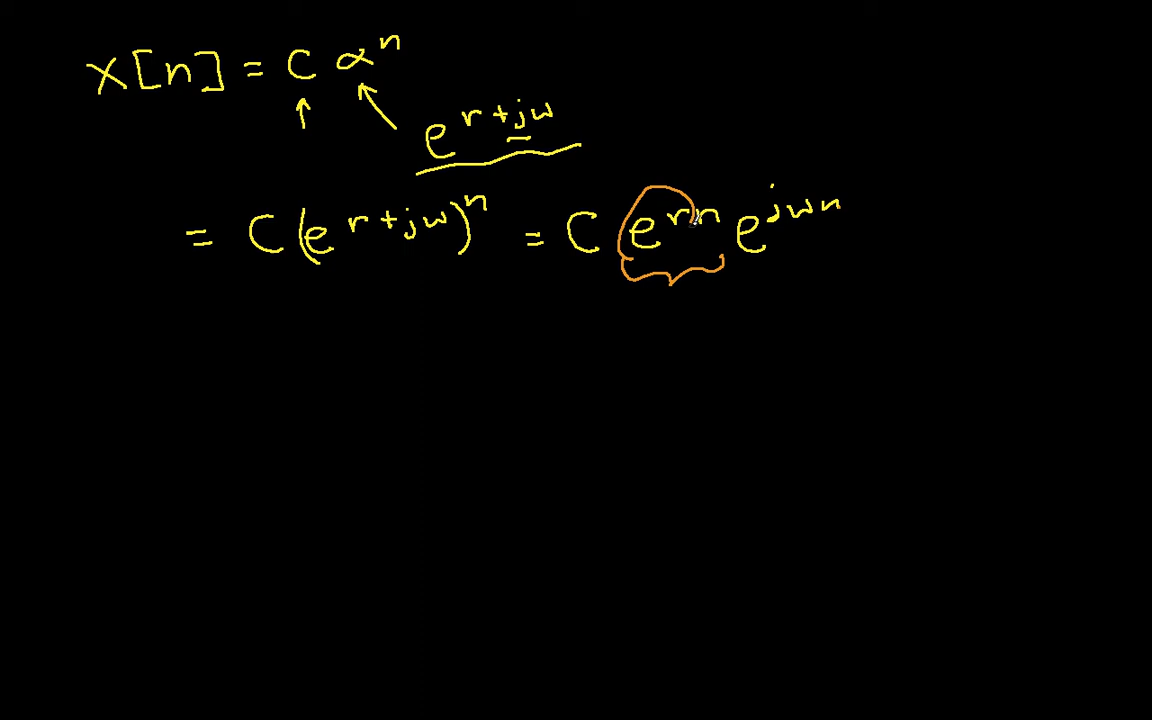 x[n] = C α^n
e^{r+jω}
= C(e^{r+jω})^n = C e^{rn} e^{jωn}